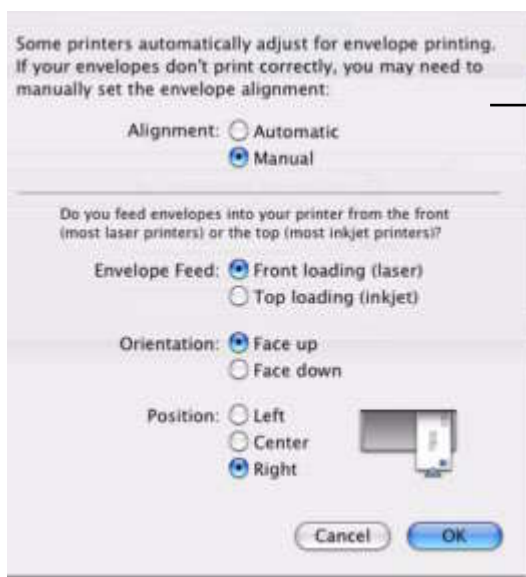 Some printers automatically adjust for envelope printing.
If your envelopes don't print correctly, you may need to
manually set the envelope alignment:
Alignment: Automatic
Manual
Do you feed envelopes into your printer from the front
(most laser printers) or the top (most inkjet printers)?
Envelope Feed: Front loading (laser)
Top loading (inkjet)
Orientation: Face up
Face down
Position: Left
Center
Right
Cancel OK